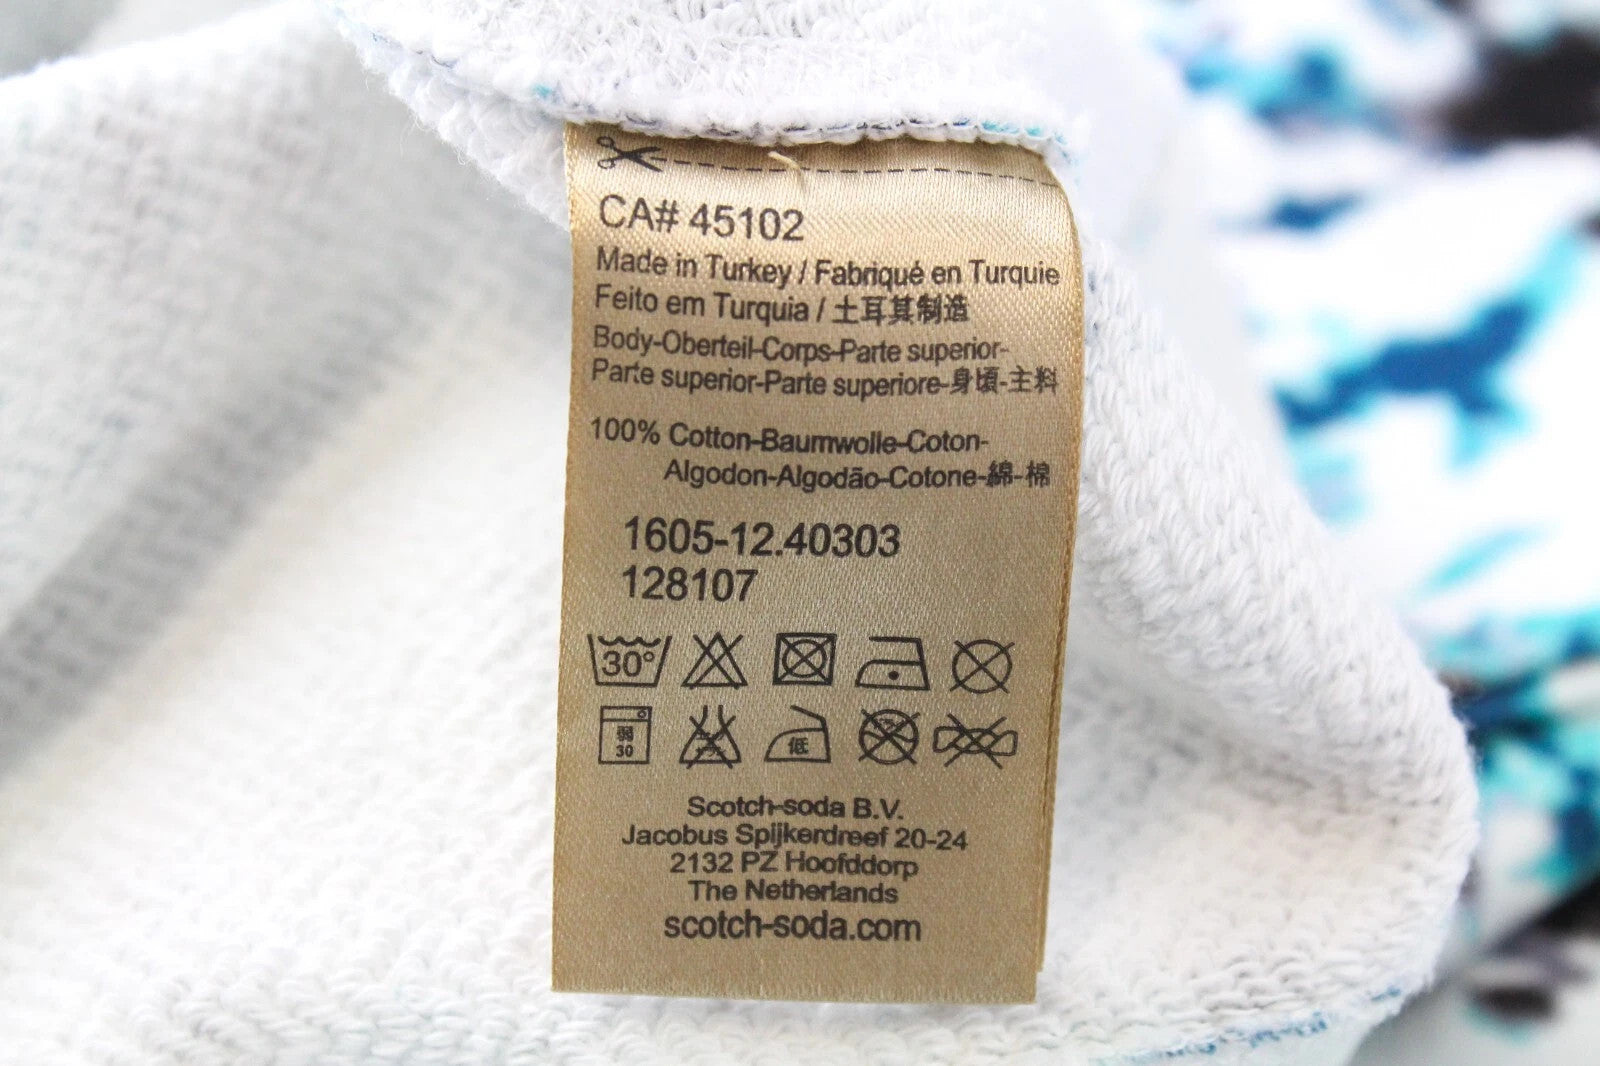 CA# 45102
Made in Turkey / Fabriqué en Turquie
Feito em Turquia / 土耳其制造
Body-Oberteil-Corps-Parte superior-
Parte superior-Parte superiore-身頃-主料
100% Cotton-Baumwolle-Coton-
Algodon-Algodão-Cotone-綿-棉
1605-12.40303
128107
30°
弱
30
低
Scotch-soda B.V.
Jacobus Spijkerdreef 20-24
2132 PZ Hoofddorp
The Netherlands
scotch-soda.com